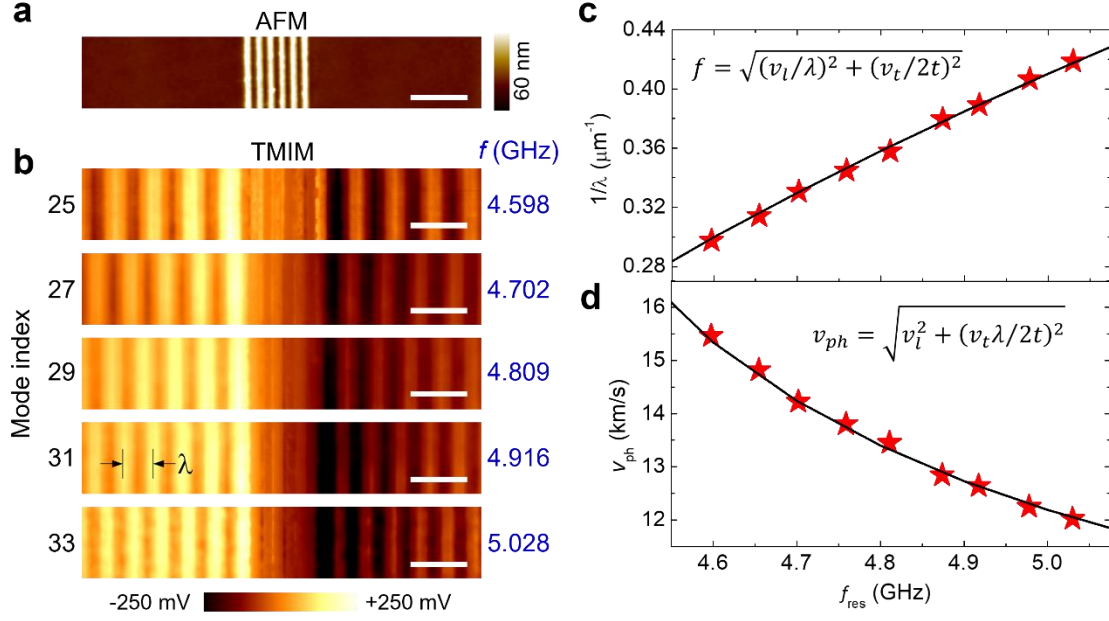 a
AFM
60 nm
b
TMIM
f (GHz)
Mode index
25
4.598
27
4.702
29
4.809
31
λ
4.916
33
5.028
-250 mV
+250 mV
c
f = √((v_l/λ)² + (v_t/2t)²)
1/λ (μm⁻¹)
0.44
0.40
0.36
0.32
0.28
d
v_ph = √(v_l² + (v_tλ/2t)²)
V_ph (km/s)
16
15
14
13
12
4.6
4.7
4.8
4.9
5.0
f_res (GHz)